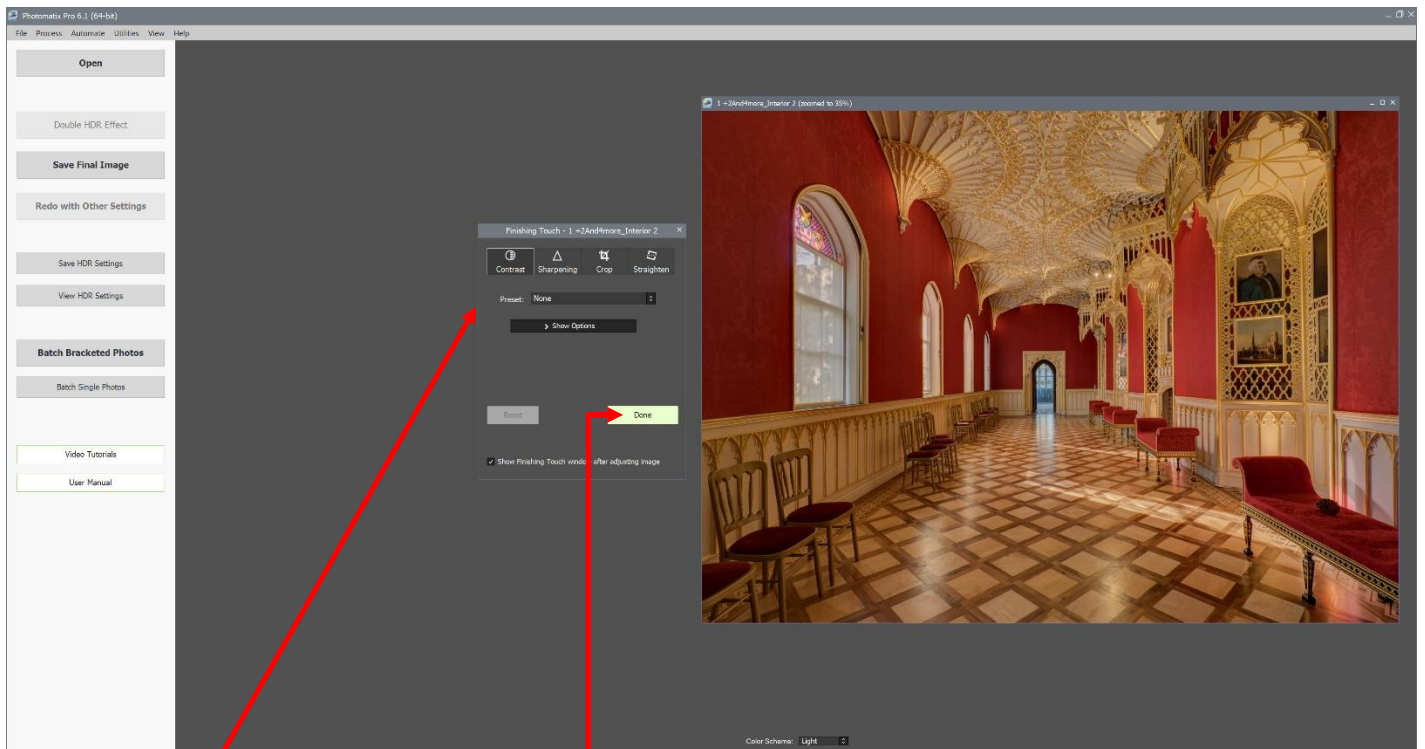 Photomatix Pro 6.1 (64-bit)
File Process Automate Utilities View Help
Open
Double HDR Effect
Save Final Image
Redo with Other Settings
Save HDR Settings
View HDR Settings
Batch Bracketed Photos
Batch Single Photos
Video Tutorials
User Manual
Finishing Touch - 1 +2And4more_Interior 2
Contrast Sharpening Crop Straighten
Preset: None
Show Options
Reset Done
Show Finishing Touch window after adjusting image
1 +2And4more_Interior 2 (zoomed to 35%)
Color Scheme: Light